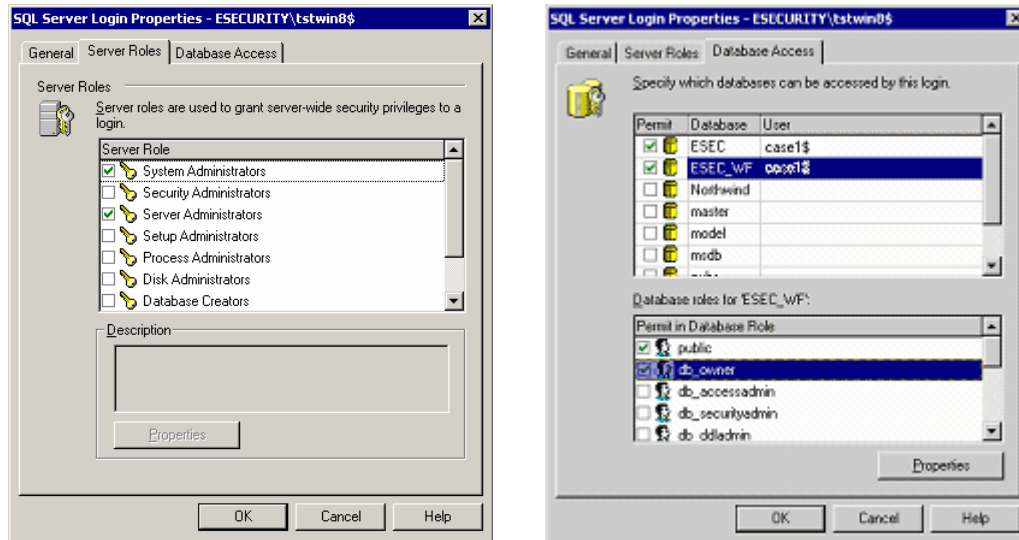 SQL Server Login Properties - ESECURITY\tstwin8$
General Server Roles Database Access
Server Roles
Server roles are used to grant server-wide security privileges to a
login.
Server Role
System Administrators
Security Administrators
Server Administrators
Setup Administrators
Process Administrators
Disk Administrators
Database Creators
Description
Properties
OK Cancel Help
SQL Server Login Properties - ESECURITY\tstwin8$
General Server Roles Database Access
Specify which databases can be accessed by this login.
Permit Database User
ESEC case1$
ESEC_WF case1$
Northwind
master
model
msdb
Database roles for 'ESEC_WF':
Permit in Database Role
public
db_owner
db_accessadmin
db_securityadmin
db_ddladmin
Properties
OK Cancel Help